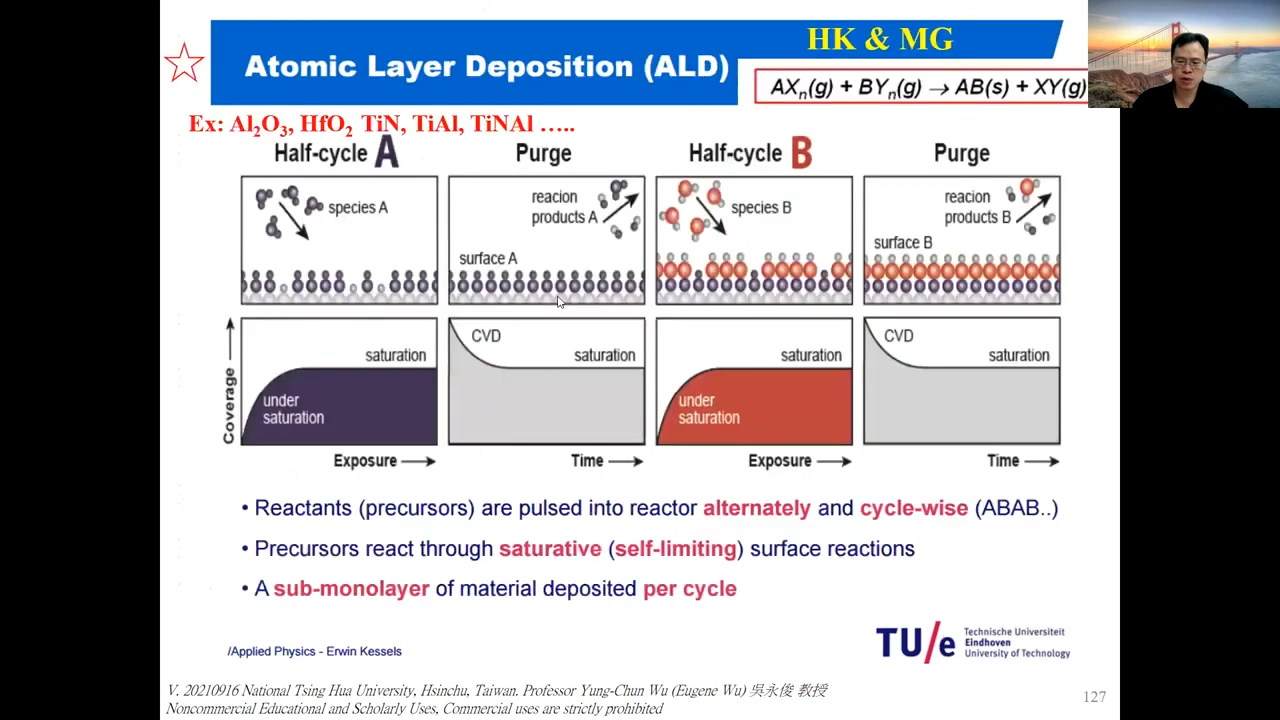 HK & MG
Atomic Layer Deposition (ALD)
AXn(g) + BYn(g) → AB(s) + XY(g)
Ex: Al2O3, HfO2 TiN, TiAl, TiNAl …..
Half-cycle A
Purge
Half-cycle B
Purge
species A
reacion
products A
surface A
species B
reacion
products B
surface B
Coverage
saturation
under
saturation
Exposure
CVD
saturation
Time
saturation
under
saturation
Exposure
CVD
saturation
Time
• Reactants (precursors) are pulsed into reactor alternately and cycle-wise (ABAB..)
• Precursors react through saturative (self-limiting) surface reactions
• A sub-monolayer of material deposited per cycle
/Applied Physics - Erwin Kessels
TU/e
Technische Universiteit
Eindhoven
University of Technology
V. 20210916 National Tsing Hua University, Hsinchu, Taiwan. Professor Yung-Chun Wu (Eugene Wu) 吳永俊 教授
Noncommercial Educational and Scholarly Uses, Commercial uses are strictly prohibited
127